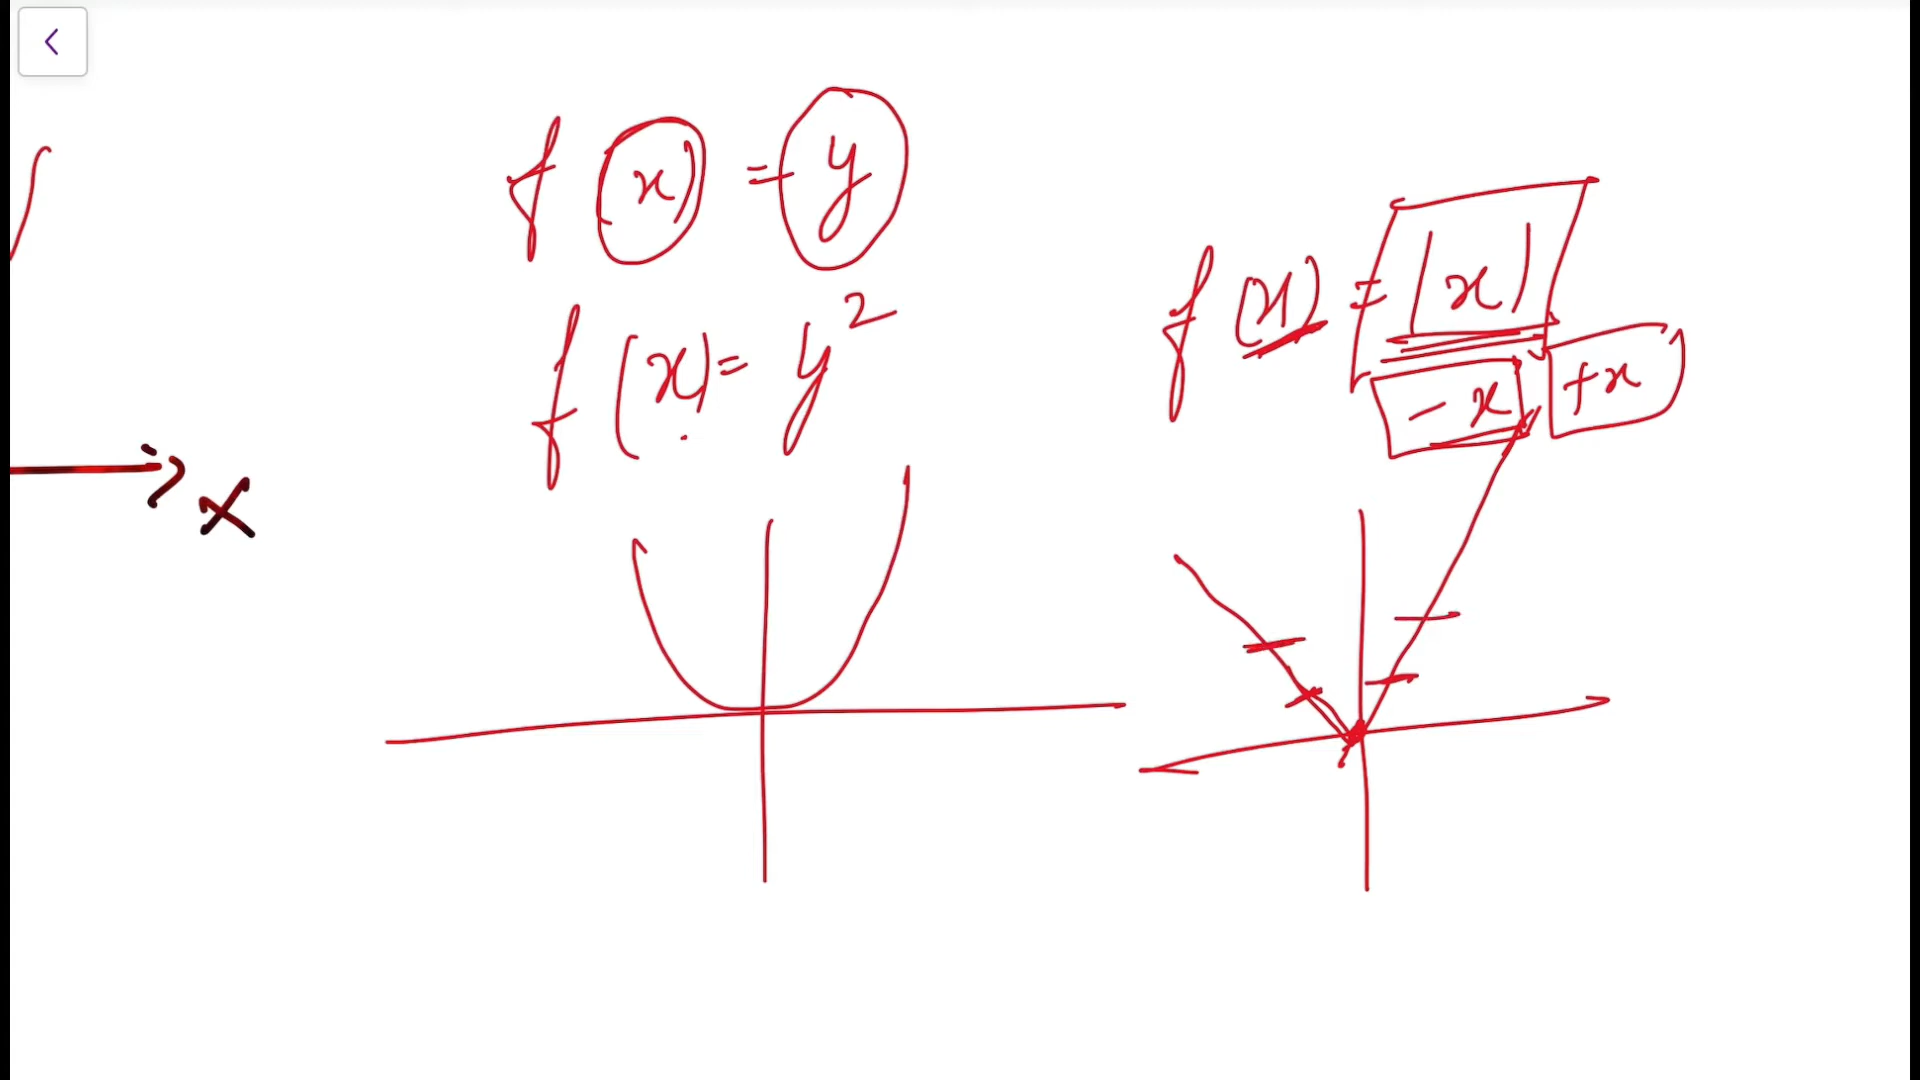 f(x) = y
f(x) = y²
f(x) = |x|
- x
+x
x